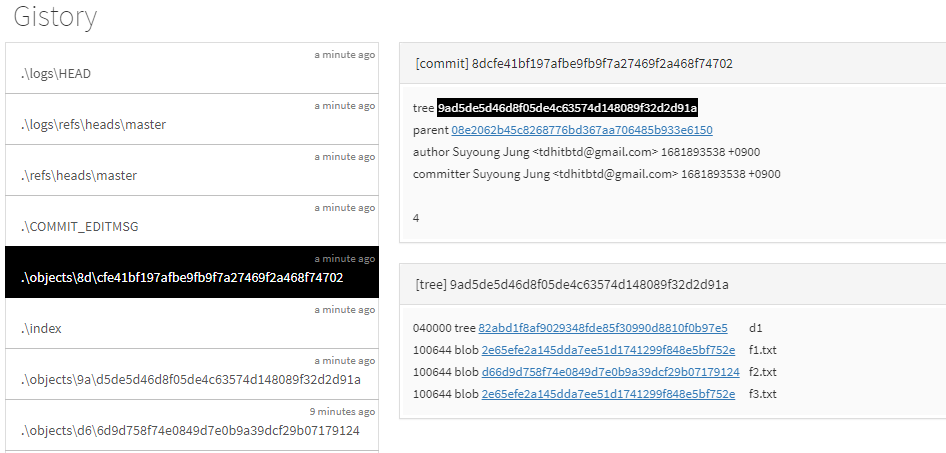 Gistory
a minute ago
.\logs\HEAD
a minute ago
.\logs\refs\heads\master
a minute ago
.\refs\heads\master
a minute ago
.\COMMIT_EDITMSG
a minute ago
.\objects\8d\cfe41bf197afbe9fb9f7a27469f2a468f74702
a minute ago
.\index
a minute ago
.\objects\9a\d5de5d46d8f05de4c63574d148089f32d2d91a
9 minutes ago
.\objects\d6\6d9d758f74e0849d7e0b9a39dcf29b07179124
[commit] 8dcfe41bf197afbe9fb9f7a27469f2a468f74702
tree 9ad5de5d46d8f05de4c63574d148089f32d2d91a
parent 08e2062b45c8268776bd367aa706485b933e6150
author Suyoung Jung <tdhitbtd@gmail.com> 1681893538 +0900
committer Suyoung Jung <tdhitbtd@gmail.com> 1681893538 +0900
4
[tree] 9ad5de5d46d8f05de4c63574d148089f32d2d91a
040000 tree 82abd1f8af9029348fde85f30990d8810f0b97e5 d1
100644 blob 2e65efe2a145dda7ee51d1741299f848e5bf752e f1.txt
100644 blob d66d9d758f74e0849d7e0b9a39dcf29b07179124 f2.txt
100644 blob 2e65efe2a145dda7ee51d1741299f848e5bf752e f3.txt